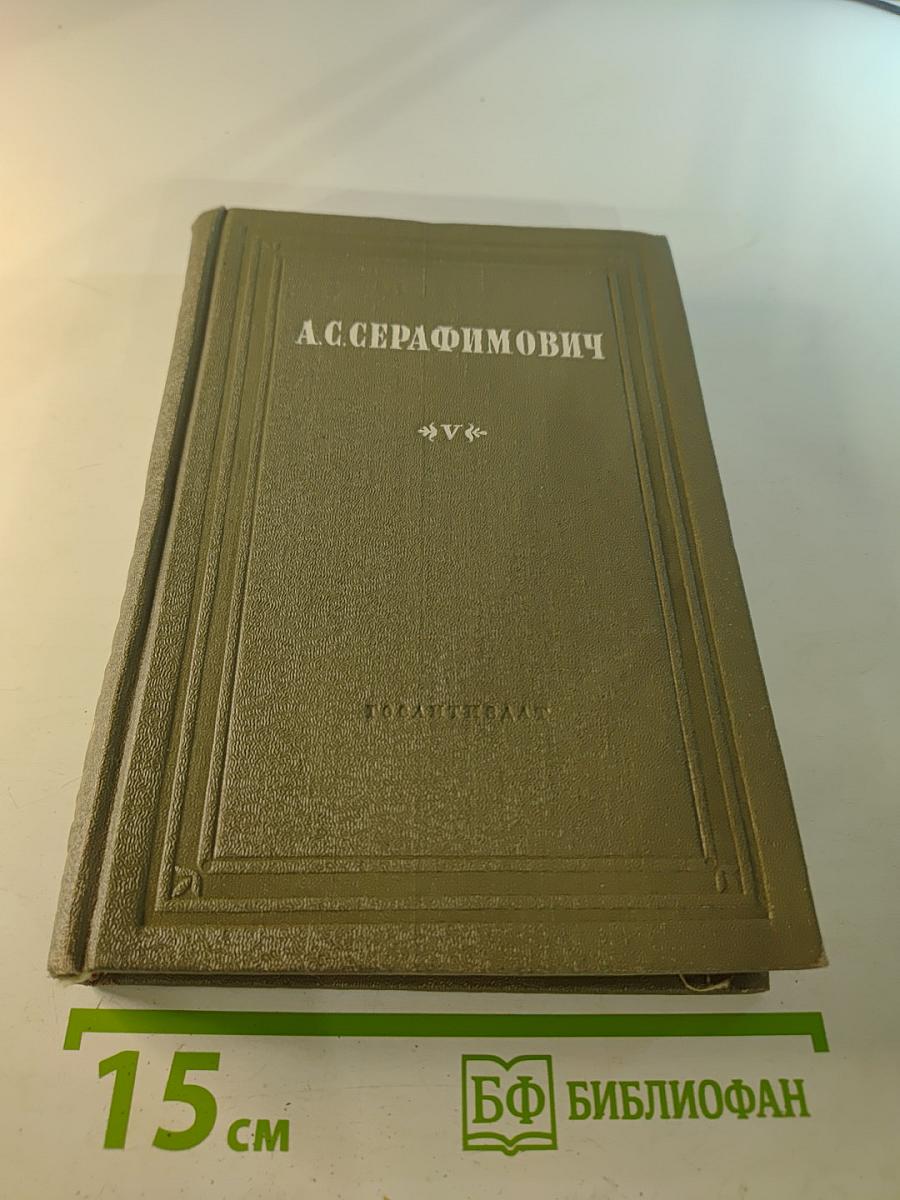 А.С.СЕРАФИМОВИЧ
V
ГОСЛИТИЗДАТ
15 см
БФ БИБЛИОФАН